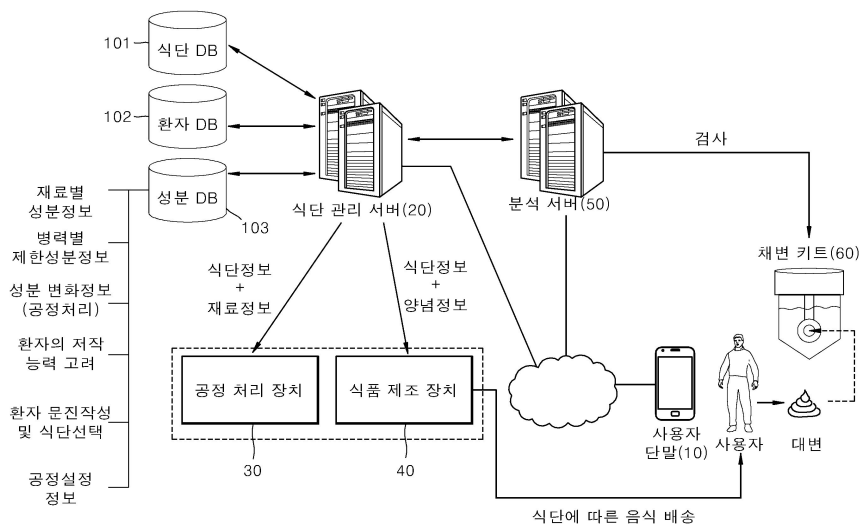 101
식단 DB
102
환자 DB
성분 DB
103
재료별
성분정보
병력별
제한성분정보
성분 변화정보
(공정처리)
환자의 저작
능력 고려
환자 문진작성
및 식단선택
공정설정
정보
식단 관리 서버(20)
분석 서버(50)
검사
채변 키트(60)
식단정보
+
재료정보
식단정보
+
양념정보
공정 처리 장치
식품 제조 장치
30
40
사용자
단말(10)
사용자
대변
식단에 따른 음식 배송